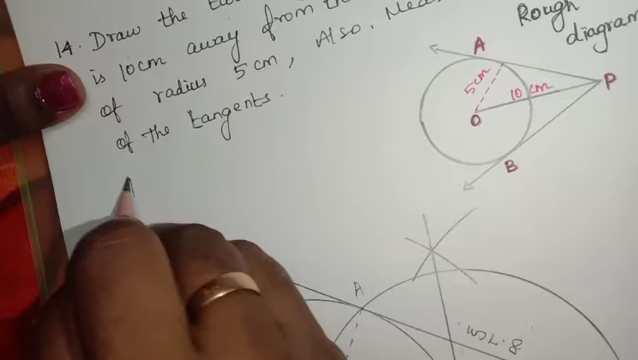 14. Draw the
is 10cm away from
of radius 5cm, Also.
of the tangents.
Rough
diagram
A
5cm
10 cm
P
O
B
A
8.7cm.